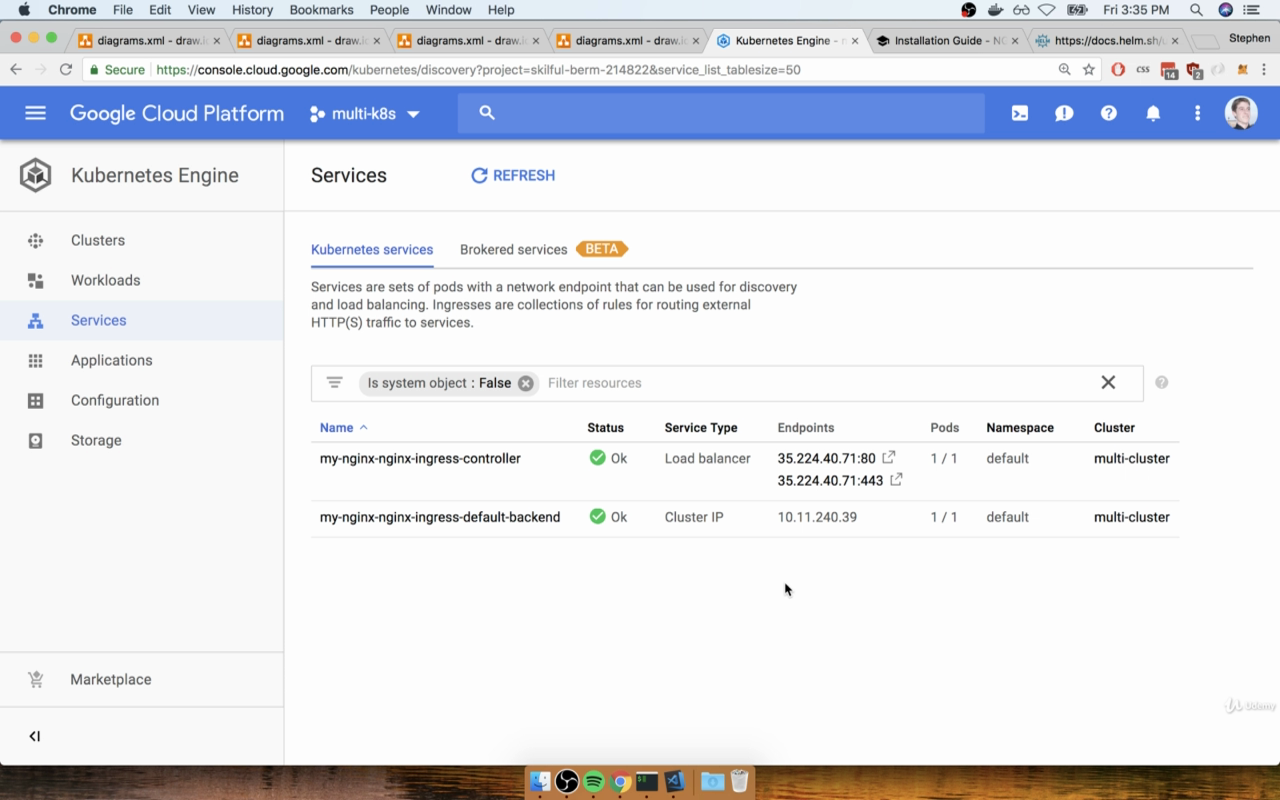 Chrome File Edit View History Bookmarks People Window Help Fri 3:35 PM
diagrams.xml - draw.i diagrams.xml - draw.i diagrams.xml - draw.i diagrams.xml - draw.i Kubernetes Engine - Installation Guide - https://docs.helm.sh/ Stephen
Secure https://console.cloud.google.com/kubernetes/discovery?project=skilful-berm-214822&service_list_tablesize=50 CSS 14 2
Google Cloud Platform multi-k8s
Kubernetes Engine
Clusters
Workloads
Services
Applications
Configuration
Storage
Marketplace
Services REFRESH
Kubernetes services Brokered services BETA
Services are sets of pods with a network endpoint that can be used for discovery
and load balancing. Ingresses are collections of rules for routing external
HTTP(S) traffic to services.
Is system object : False Filter resources
Name Status Service Type Endpoints Pods Namespace Cluster
my-nginx-nginx-ingress-controller Ok Load balancer 35.224.40.71:80 1 / 1 default multi-cluster
35.224.40.71:443
my-nginx-nginx-ingress-default-backend Ok Cluster IP 10.11.240.39 1 / 1 default multi-cluster
Udemy